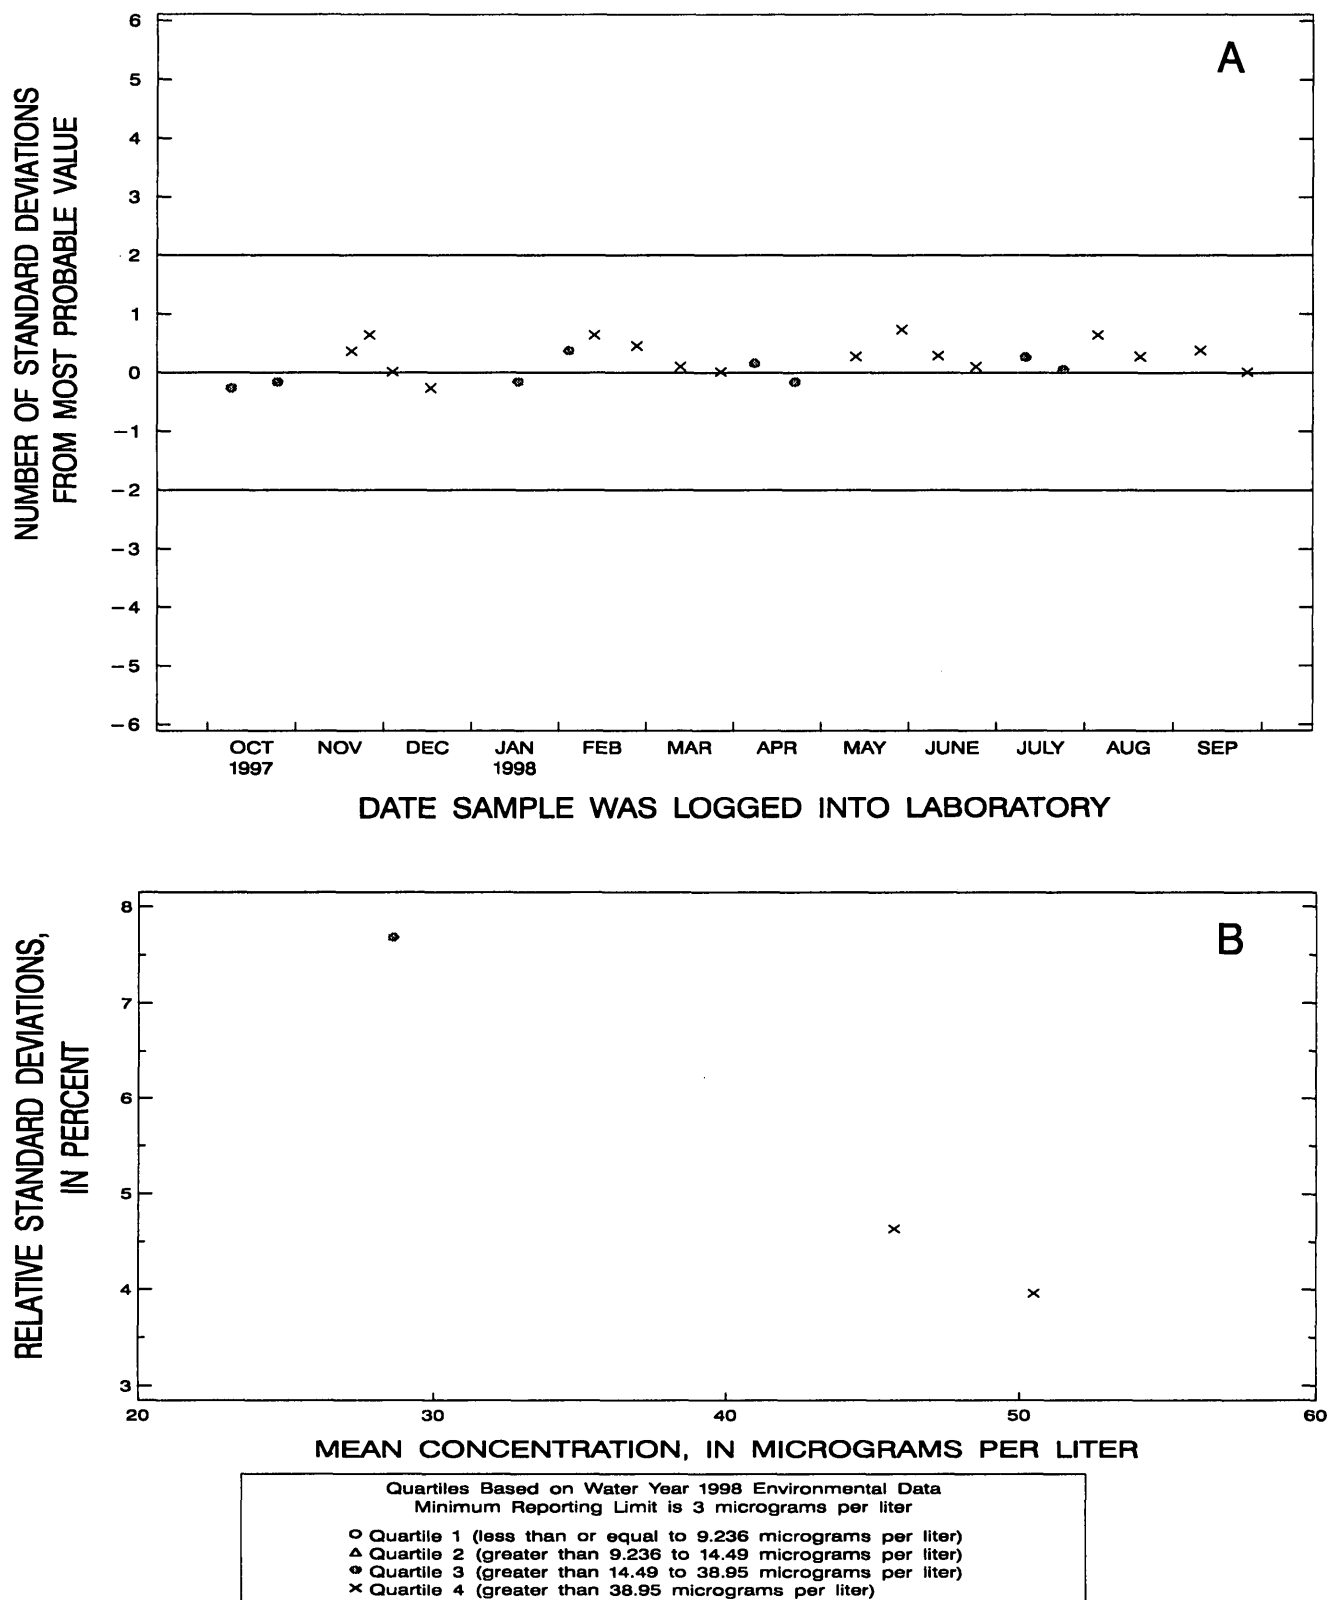 A
NUMBER OF STANDARD DEVIATIONS
FROM MOST PROBABLE VALUE
6
5
4
3
2
1
0
−1
−2
−3
−4
−5
−6
OCT NOV DEC JAN FEB MAR APR MAY JUNE JULY AUG SEP
1997 1998
DATE SAMPLE WAS LOGGED INTO LABORATORY
B
RELATIVE STANDARD DEVIATIONS,
IN PERCENT
8
7
6
5
4
3
20 30 40 50 60
MEAN CONCENTRATION, IN MICROGRAMS PER LITER
Quartiles Based on Water Year 1998 Environmental Data
Minimum Reporting Limit is 3 micrograms per liter
Quartile 1 (less than or equal to 9.236 micrograms per liter)
Quartile 2 (greater than 9.236 to 14.49 micrograms per liter)
Quartile 3 (greater than 14.49 to 38.95 micrograms per liter)
Quartile 4 (greater than 38.95 micrograms per liter)